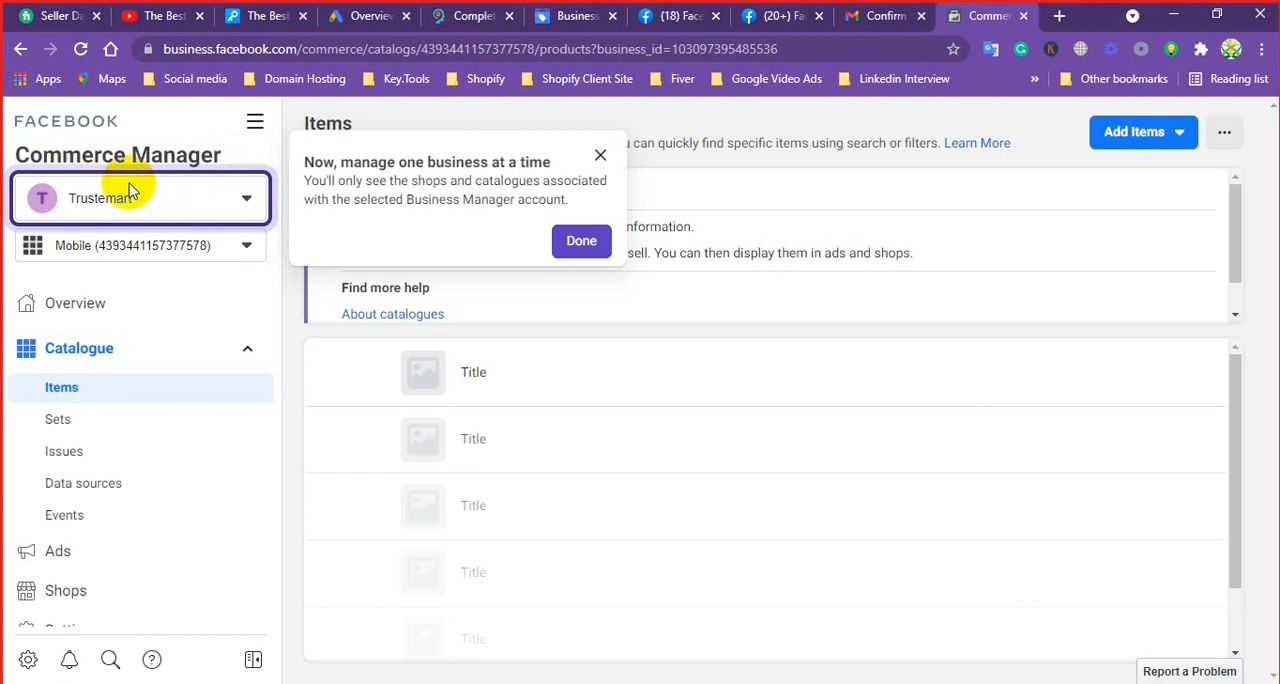 Seller Da
The Best
The Best
Overview
Complet
Business
(18) Face
(20+) Fa
Confirm
Comme
business.facebook.com/commerce/catalogs/4393441157377578/products?business_id=103097395485536
Apps
Maps
Social media
Domain Hosting
Key.Tools
Shopify
Shopify Client Site
Fiver
Google Video Ads
Linkedin Interview
»
Other bookmarks
Reading list
FACEBOOK
Commerce Manager
T
Trustemart
Mobile (4393441157377578)
Overview
Catalogue
Items
Sets
Issues
Data sources
Events
Ads
Shops
Items
can quickly find specific items using search or filters. Learn More
Add Items
Now, manage one business at a time
You'll only see the shops and catalogues associated
with the selected Business Manager account.
Done
nformation.
sell. You can then display them in ads and shops.
Find more help
About catalogues
Title
Title
Title
Title
Title
Report a Problem